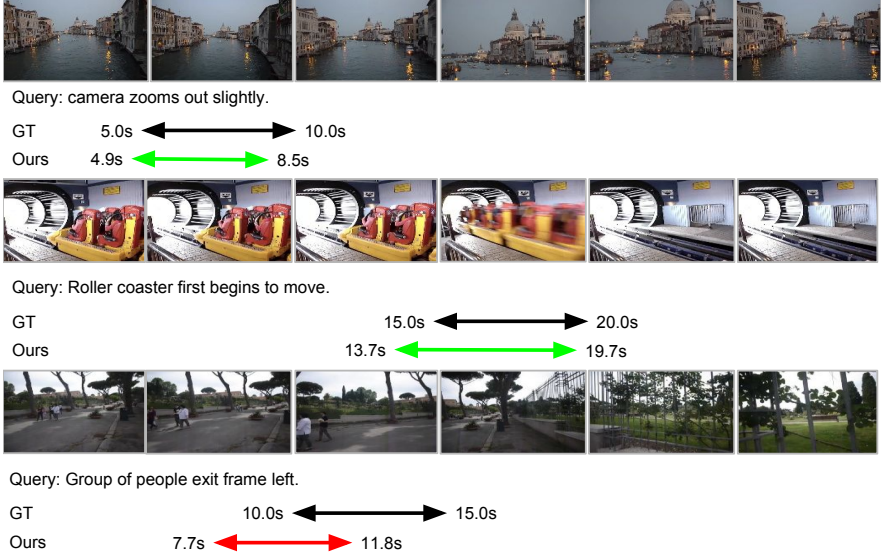 Query: camera zooms out slightly.
GT 5.0s 10.0s
Ours 4.9s 8.5s
Query: Roller coaster first begins to move.
GT 15.0s 20.0s
Ours 13.7s 19.7s
Query: Group of people exit frame left.
GT 10.0s 15.0s
Ours 7.7s 11.8s